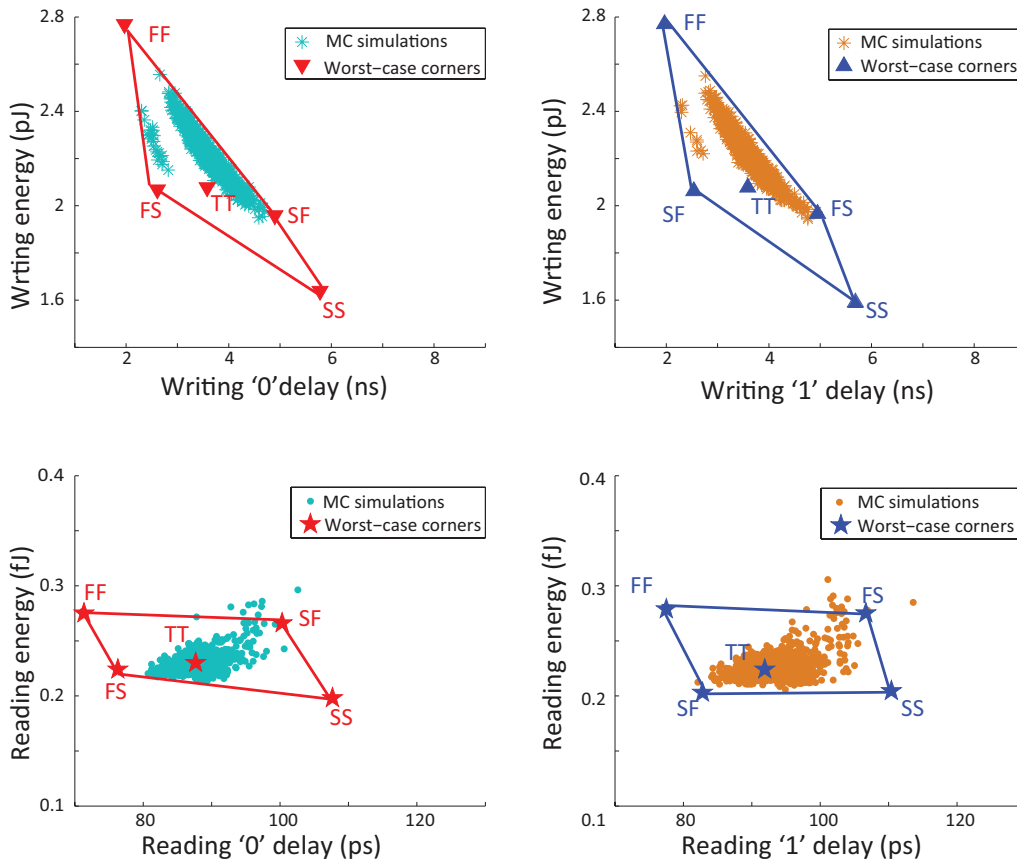 2.8
FF
MC simulations
Worst−case corners
2.4
2
FS
TT
SF
1.6
SS
2 4 6 8
Wrting energy (pJ)
Writing ‘0’delay (ns)
2.8
FF
MC simulations
Worst−case corners
2.4
2
SF
TT
FS
1.6
SS
2 4 6 8
Wrting energy (pJ)
Writing ‘1’ delay (ns)
0.4
MC simulations
Worst−case corners
0.3
FF
SF
TT
FS
0.2
SS
0.1
80 100 120
Reading energy (fJ)
Reading ‘0’ delay (ps)
0.4
MC simulations
Worst−case corners
0.3
FF
FS
TT
0.2
SF
SS
0.1
80 100 120
Reading energy (fJ)
Reading ‘1’ delay (ps)